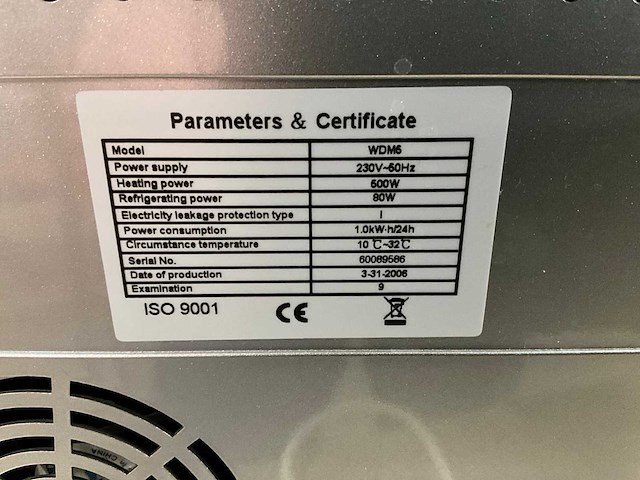 Parameters & Certificate
Model WDM6
Power supply 230V~50Hz
Heating power 500W
Refrigerating power 80W
Electricity leakage protection type I
Power consumption 1.0kW·h/24h
Circumstance temperature 10 ℃~32℃
Serial No. 60089586
Date of production 3-31-2006
Examination 9
ISO 9001 CE
CHINA